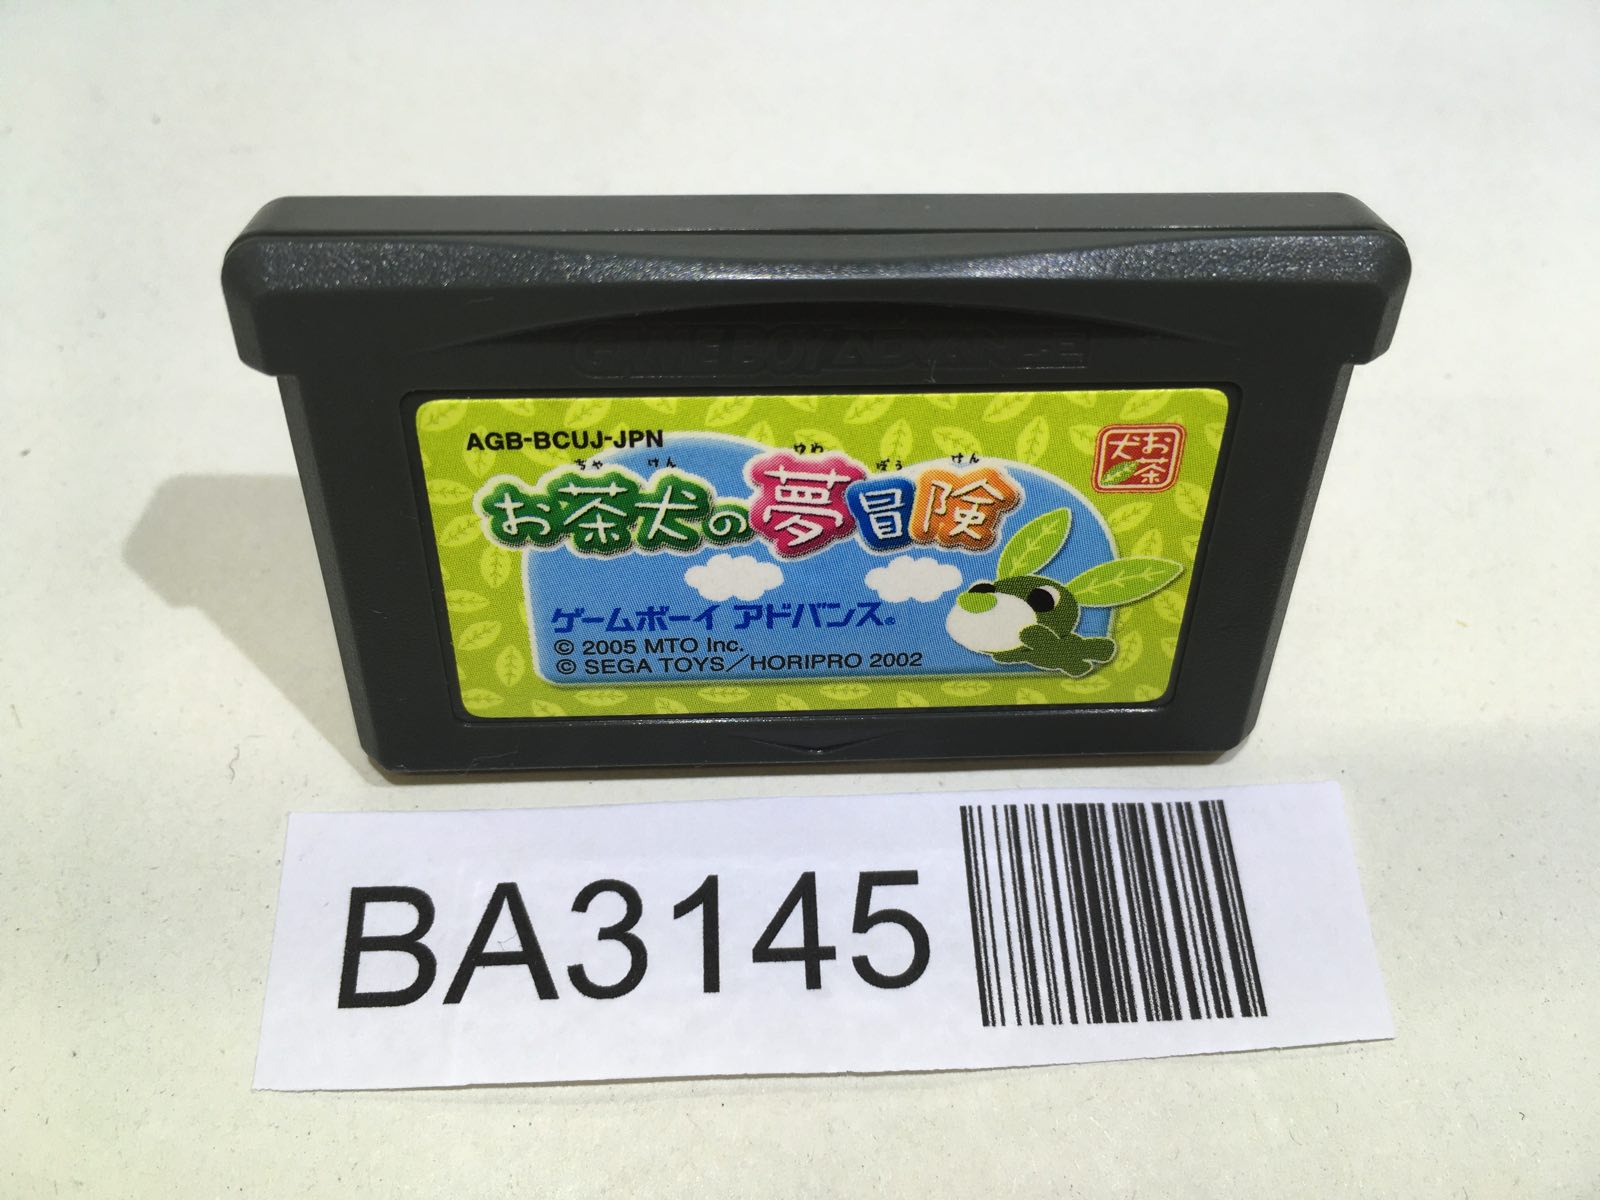 GAME BOY ADVANCE
AGB-BCUJ-JPN
ちゃ けん ゆめ ぼう けん
お茶犬の夢冒険
お茶犬
ゲームボーイ アドバンス®
© 2005 MTO Inc.
© SEGA TOYS／HORIPRO 2002
BA3145